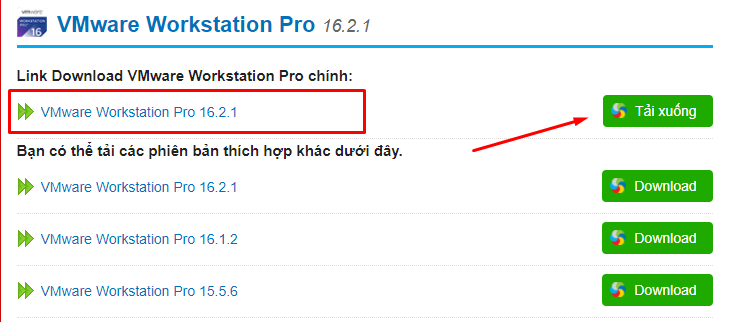 vmware
WORKSTATION
PRO
16
VMware Workstation Pro 16.2.1
Link Download VMware Workstation Pro chính:
VMware Workstation Pro 16.2.1
Tải xuống
Bạn có thể tải các phiên bản thích hợp khác dưới đây.
VMware Workstation Pro 16.2.1
Download
VMware Workstation Pro 16.1.2
Download
VMware Workstation Pro 15.5.6
Download